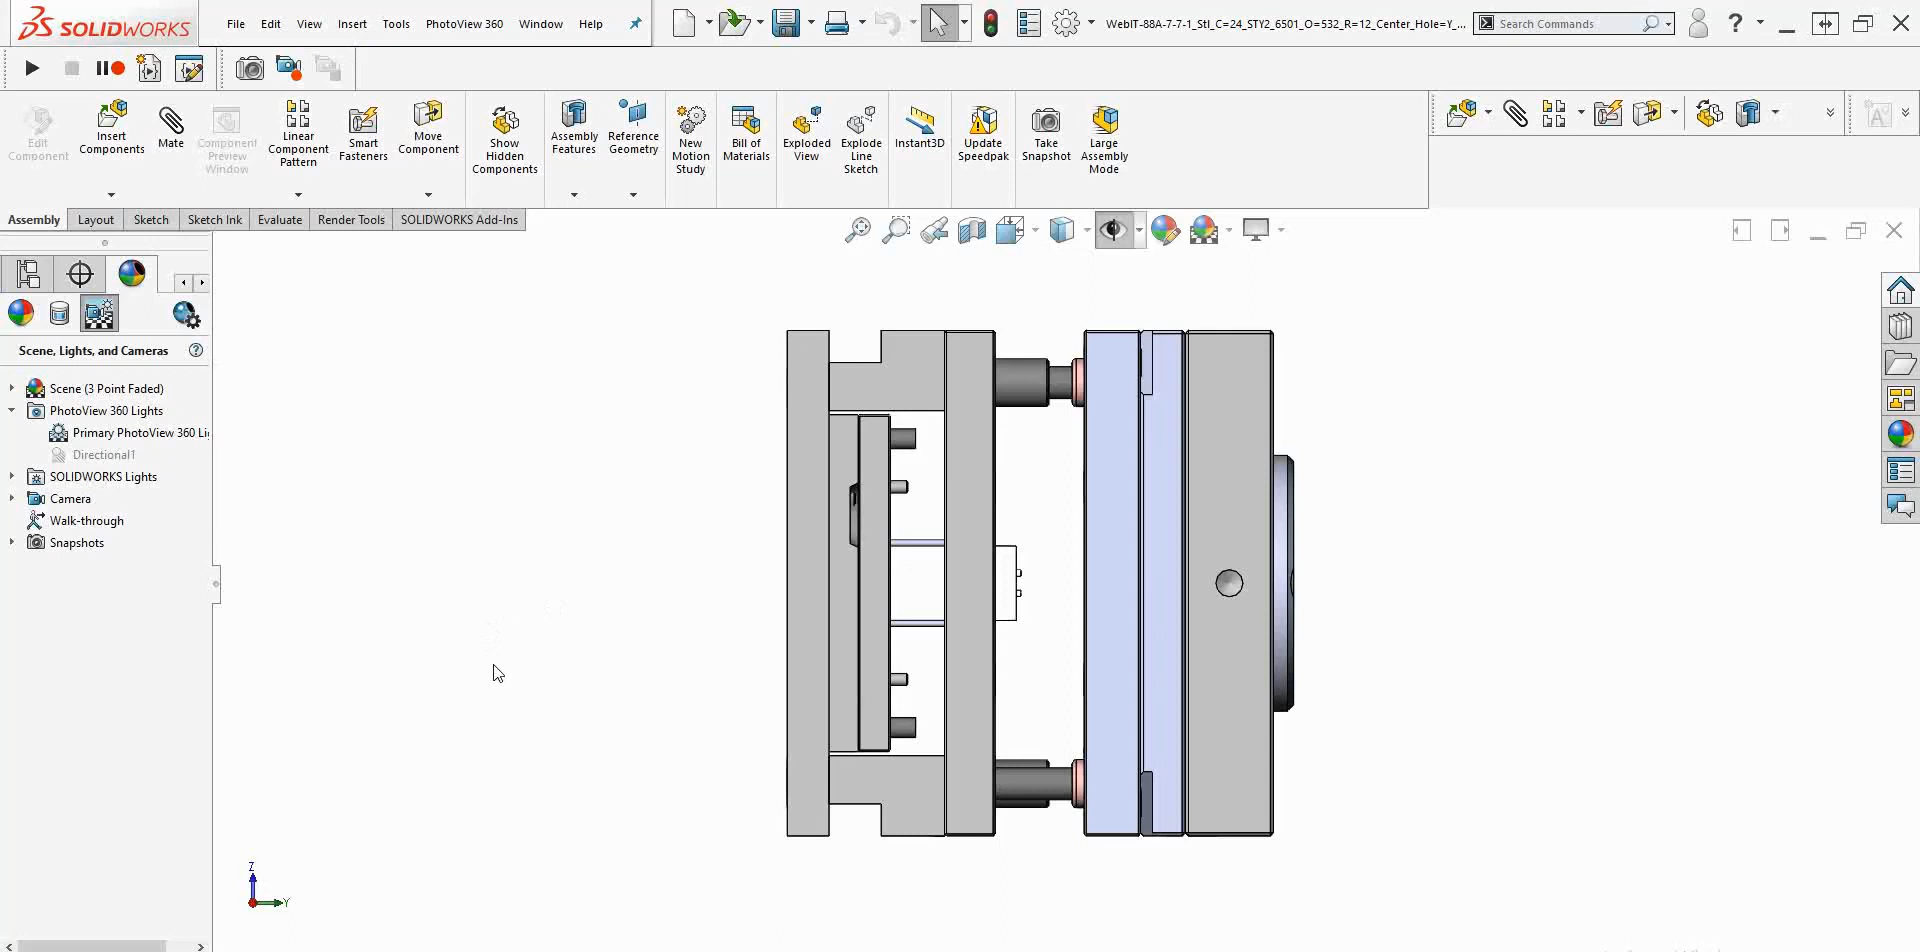 SOLIDWORKS
File Edit View Insert Tools PhotoView 360 Window Help
WebIT-88A-7-7-1_Stl_C=24_STY2_6501_O=532_R=12_Center_Hole=Y_...
Search Commands
?
Edit Component
Insert Components
Mate
Component Preview Window
Linear Component Pattern
Smart Fasteners
Move Component
Show Hidden Components
Assembly Features
Reference Geometry
New Motion Study
Bill of Materials
Exploded View
Explode Line Sketch
Instant3D
Update Speedpak
Take Snapshot
Large Assembly Mode
Assembly Layout Sketch Sketch Ink Evaluate Render Tools SOLIDWORKS Add-Ins
Scene, Lights, and Cameras ?
Scene (3 Point Faded)
PhotoView 360 Lights
Primary PhotoView 360 Li
Directional1
SOLIDWORKS Lights
Camera
Walk-through
Snapshots
Z
Y